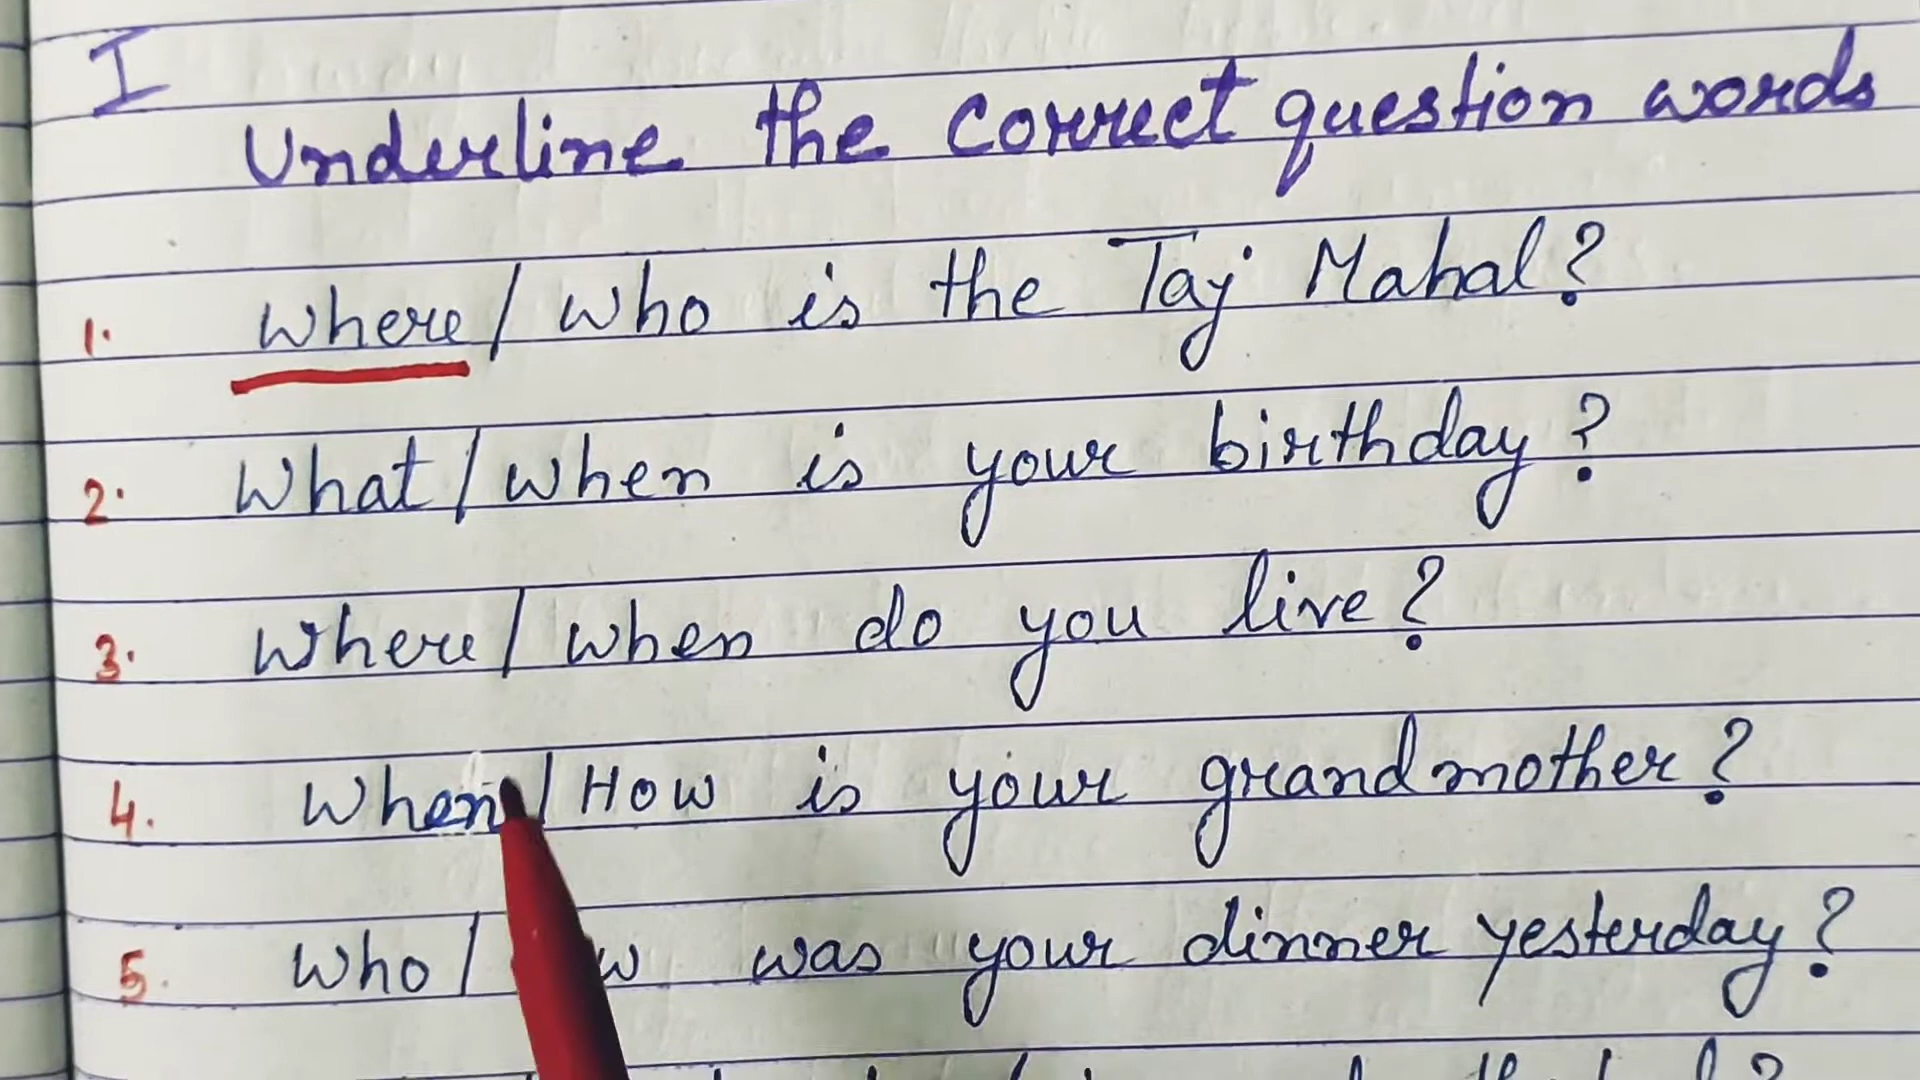 I
Underline the correct question words
1. Where / Who is the Taj Mahal?
2. What / When is your birthday?
3. Where / when do you live?
4. When / How is your grandmother?
5. Who / w was your dinner yesterday?